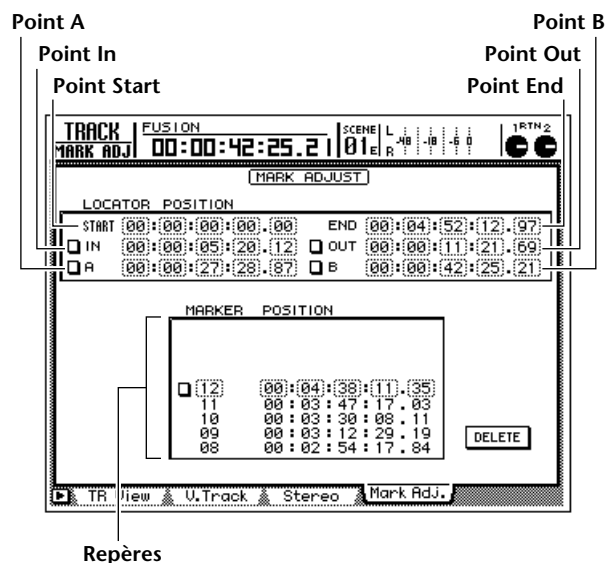 Point A Point B
Point In Point Out
Point Start Point End
TRACK FUSION SCENE L -48 -18 -6 0 1RTN2
MARK ADJ 00:00:42:25.21 01 E R
MARK ADJUST
LOCATOR POSITION
START 00:00:00:00.00 END 00:04:52:12.97
IN 00:00:05:20.12 OUT 00:00:11:21.69
A 00:00:27:28.87 B 00:00:42:25.21
MARKER POSITION
12 00:04:38:11.35
11 00:03:47:17.03
10 00:03:30:08.11
09 00:03:12:29.19
08 00:02:54:17.84
DELETE
TR View V.Track Stereo Mark Adj.
Repères